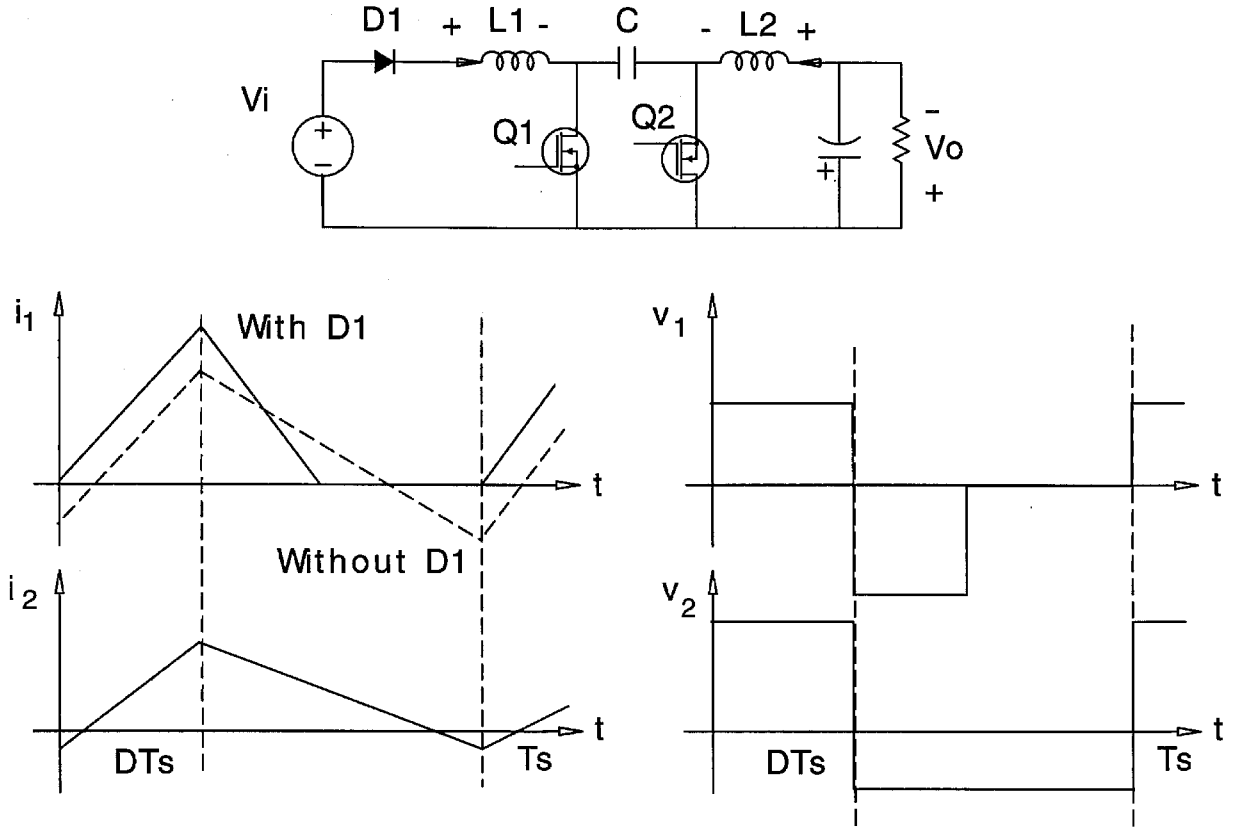 D1 + L1 - C - L2 +
Vi
+
-
Q1
Q2
-
Vo
+
+
i1
With D1
t
Without D1
i2
t
DTs
Ts
v1
t
v2
t
DTs
Ts